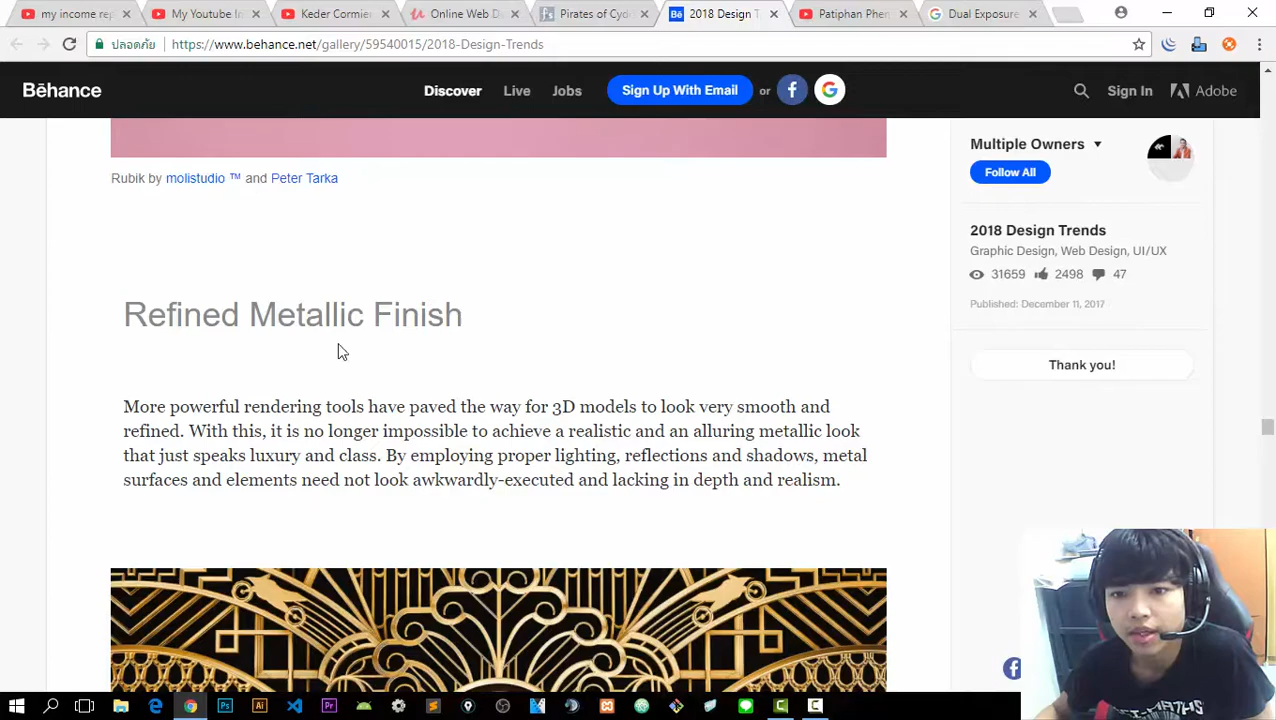 my income rep
My Youtube In
Keder Cormier
Online Web D
Pirates of Cyb
2018 Design T
Patiphan Phen
Dual Exposure
ปลอดภัย
https://www.behance.net/gallery/59540015/2018-Design-Trends
Bēhance
Discover
Live
Jobs
Sign Up With Email
or
Sign In
Adobe
Rubik by molistudio ™ and Peter Tarka
Multiple Owners
Follow All
2018 Design Trends
Graphic Design, Web Design, UI/UX
31659 2498 47
Published: December 11, 2017
Thank you!
Refined Metallic Finish
More powerful rendering tools have paved the way for 3D models to look very smooth and
refined. With this, it is no longer impossible to achieve a realistic and an alluring metallic look
that just speaks luxury and class. By employing proper lighting, reflections and shadows, metal
surfaces and elements need not look awkwardly-executed and lacking in depth and realism.